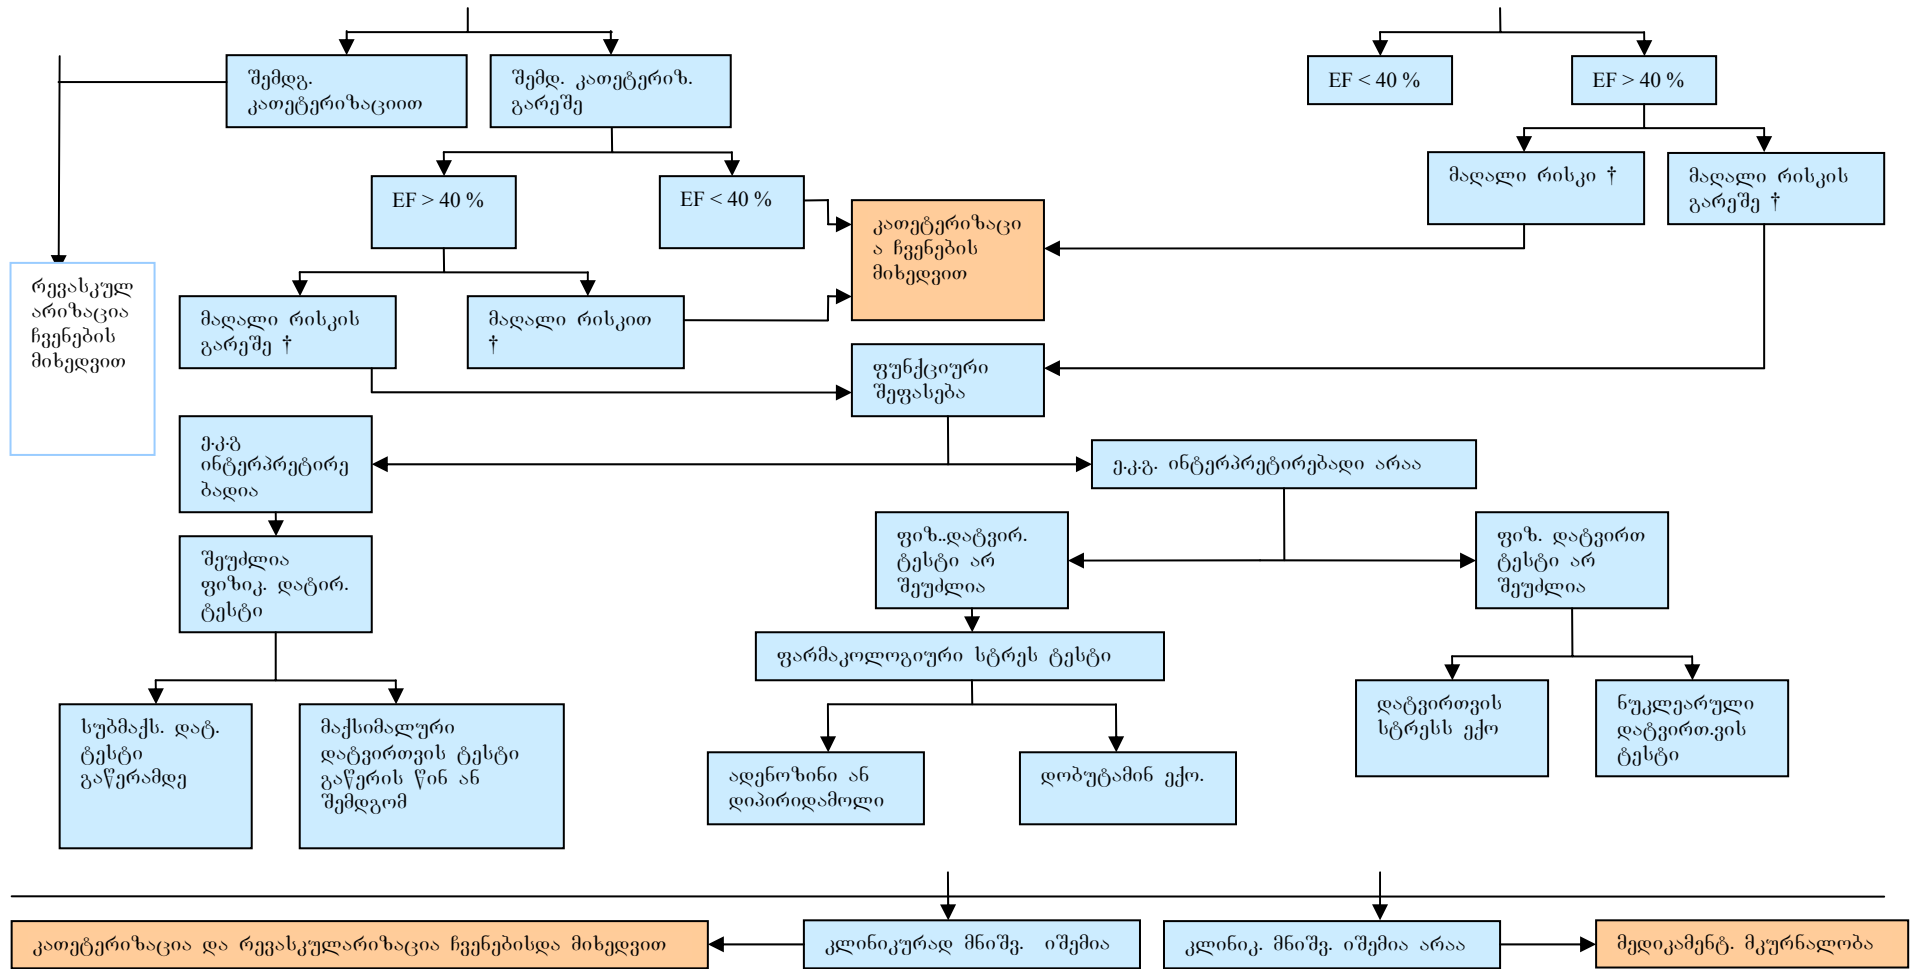 შემდგ.
კათეტერიზაციით
შემდ. კათეტერიზ.
გარეშე
EF < 40 %
EF > 40 %
მაღალი რისკი †
მაღალი რისკის
გარეშე †
EF > 40 %
EF < 40 %
კათეტერიზაცი
ა ჩვენების
მიხედვით
რევასკულ
არიზაცია
ჩვენების
მიხედვით
მაღალი რისკის
გარეშე †
მაღალი რისკით
†
ფუნქციური
შეფასება
ე.კ.გ
ინტერპრეტირე
ბადია
ე.კ.გ. ინტერპრეტირებადი არაა
შეუძლია
ფიზიკ. დატირ.
ტესტი
ფიზ..დატვირ.
ტესტი არ
შეუძლია
ფიზ. დატვირთ
ტესტი არ
შეუძლია
ფარმაკოლოგიური სტრეს ტესტი
სუბმაქს. დატ.
ტესტი
გაწერამდე
მაქსიმალური
დატვირთვის ტესტი
გაწერის წინ ან
შემდგომ
ადენოზინი ან
დიპირიდამოლი
დობუტამინ ექო.
დატვირთვის
სტრესს ექო
ნუკლეარული
დატვირთ.ვის
ტესტი
კათეტერიზაცია და რევასკულარიზაცია ჩვენებისდა მიხედვით
კლინიკურად მნიშვ. იშემია
კლინიკ. მნიშვ. იშემია არაა
მედიკამენტ. მკურნალობა